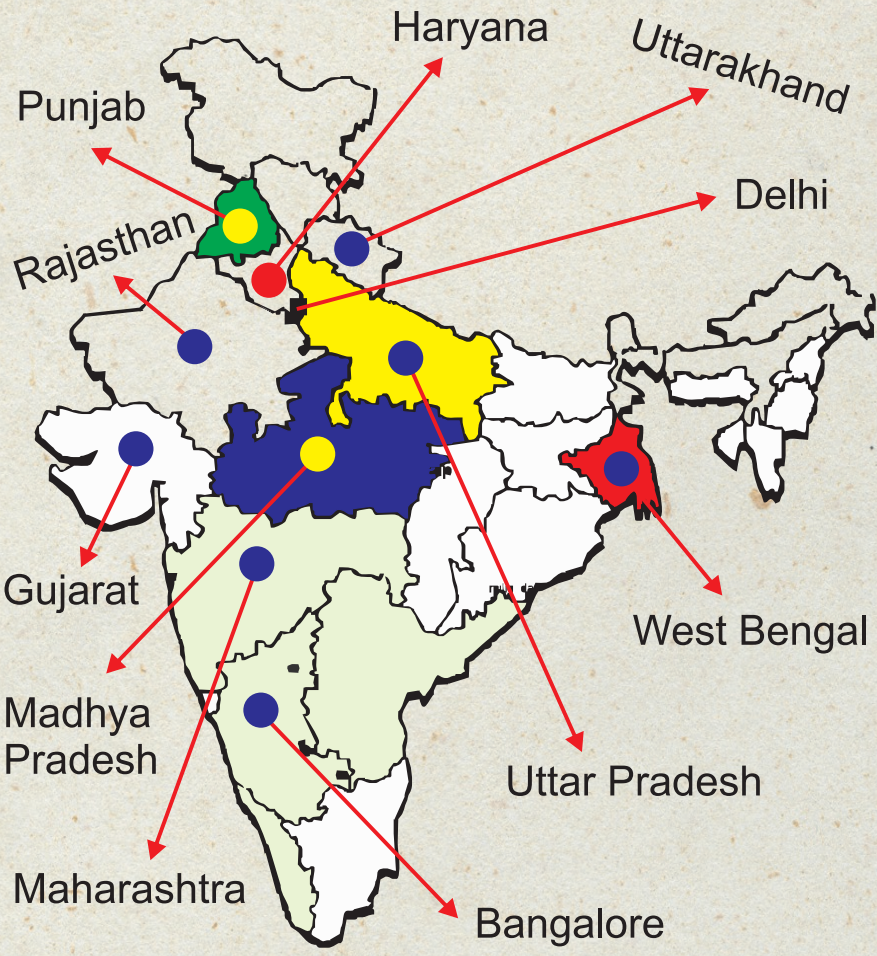 Haryana
Uttarakhand
Punjab
Delhi
Rajasthan
Gujarat
West Bengal
Madhya
Pradesh
Uttar Pradesh
Maharashtra
Bangalore